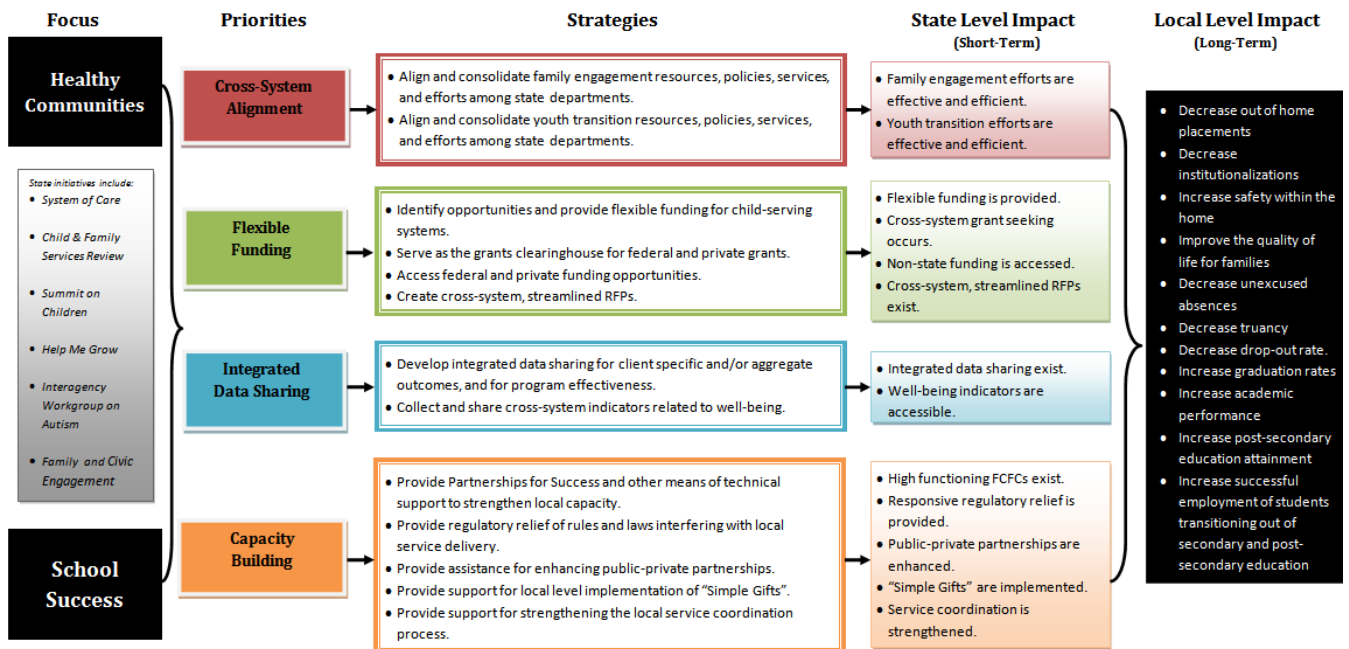 Focus
Priorities
Strategies
State Level Impact
(Short-Term)
Local Level Impact
(Long-Term)
Healthy
Communities
State initiatives include:
• System of Care
• Child & Family
Services Review
• Summit on
Children
• Help Me Grow
• Interagency
Workgroup on
Autism
• Family and Civic
Engagement
School
Success
Cross-System
Alignment
• Align and consolidate family engagement resources, policies, services,
and efforts among state departments.
• Align and consolidate youth transition resources, policies, services,
and efforts among state departments.
• Family engagement efforts are
effective and efficient.
• Youth transition efforts are
effective and efficient.
Flexible
Funding
• Identify opportunities and provide flexible funding for child-serving
systems.
• Serve as the grants clearinghouse for federal and private grants.
• Access federal and private funding opportunities.
• Create cross-system, streamlined RFPs.
• Flexible funding is provided.
• Cross-system grant seeking
occurs.
• Non-state funding is accessed.
• Cross-system, streamlined RFPs
exist.
Integrated
Data Sharing
• Develop integrated data sharing for client specific and/or aggregate
outcomes, and for program effectiveness.
• Collect and share cross-system indicators related to well-being.
• Integrated data sharing exist.
• Well-being indicators are
accessible.
Capacity
Building
• Provide Partnerships for Success and other means of technical
support to strengthen local capacity.
• Provide regulatory relief of rules and laws interfering with local
service delivery.
• Provide assistance for enhancing public-private partnerships.
• Provide support for local level implementation of “Simple Gifts”.
• Provide support for strengthening the local service coordination
process.
• High functioning FCFCs exist.
• Responsive regulatory relief is
provided.
• Public-private partnerships are
enhanced.
• “Simple Gifts” are implemented.
• Service coordination is
strengthened.
• Decrease out of home
placements
• Decrease
institutionalizations
• Increase safety within the
home
• Improve the quality of
life for families
• Decrease unexcused
absences
• Decrease truancy
• Decrease drop-out rate.
• Increase graduation rates
• Increase academic
performance
• Increase post-secondary
education attainment
• Increase successful
employment of students
transitioning out of
secondary and post-
secondary education